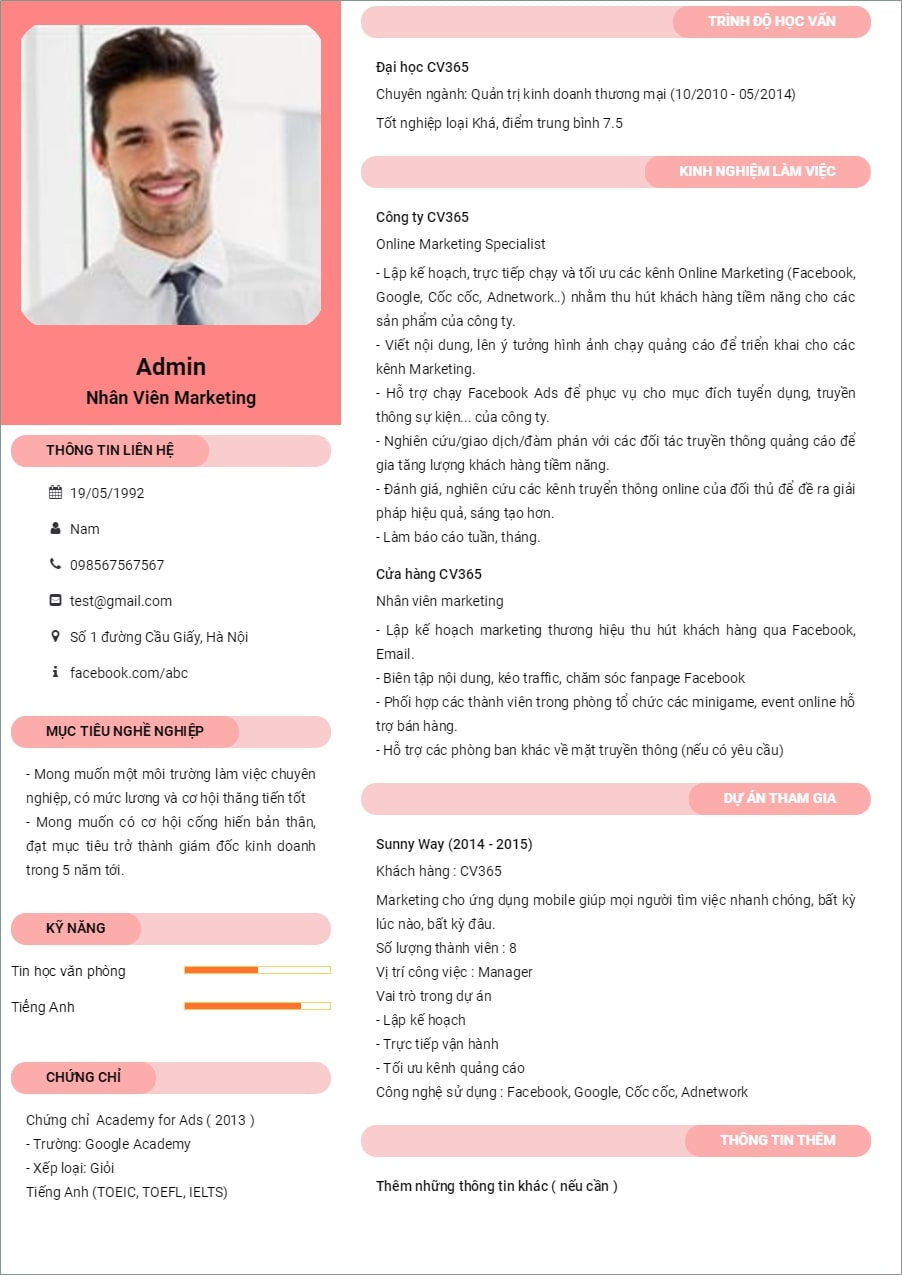 Admin
Nhân Viên Marketing
THÔNG TIN LIÊN HỆ
19/05/1992
Nam
098567567567
test@gmail.com
Số 1 đường Cầu Giấy, Hà Nội
facebook.com/abc
MỤC TIÊU NGHỀ NGHIỆP
- Mong muốn một môi trường làm việc chuyên
nghiệp, có mức lương và cơ hội thăng tiến tốt
- Mong muốn có cơ hội cống hiến bản thân,
đạt mục tiêu trở thành giám đốc kinh doanh
trong 5 năm tới.
KỸ NĂNG
Tin học văn phòng
Tiếng Anh
CHỨNG CHỈ
Chứng chỉ Academy for Ads ( 2013 )
- Trường: Google Academy
- Xếp loại: Giỏi
Tiếng Anh (TOEIC, TOEFL, IELTS)
TRÌNH ĐỘ HỌC VẤN
Đại học CV365
Chuyên ngành: Quản trị kinh doanh thương mại (10/2010 - 05/2014)
Tốt nghiệp loại Khá, điểm trung bình 7.5
KINH NGHIỆM LÀM VIỆC
Công ty CV365
Online Marketing Specialist
- Lập kế hoạch, trực tiếp chạy và tối ưu các kênh Online Marketing (Facebook,
Google, Cốc cốc, Adnetwork..) nhằm thu hút khách hàng tiềm năng cho các
sản phẩm của công ty.
- Viết nội dung, lên ý tưởng hình ảnh chạy quảng cáo để triển khai cho các
kênh Marketing.
- Hỗ trợ chạy Facebook Ads để phục vụ cho mục đích tuyển dụng, truyền
thông sự kiện... của công ty.
- Nghiên cứu/giao dịch/đàm phán với các đối tác truyền thông quảng cáo để
gia tăng lượng khách hàng tiềm năng.
- Đánh giá, nghiên cứu các kênh truyển thông online của đối thủ để đề ra giải
pháp hiệu quả, sáng tạo hơn.
- Làm báo cáo tuần, tháng.
Cửa hàng CV365
Nhân viên marketing
- Lập kế hoạch marketing thương hiệu thu hút khách hàng qua Facebook,
Email.
- Biên tập nội dung, kéo traffic, chăm sóc fanpage Facebook
- Phối hợp các thành viên trong phòng tổ chức các minigame, event online hỗ
trợ bán hàng.
- Hỗ trợ các phòng ban khác về mặt truyền thông (nếu có yêu cầu)
DỰ ÁN THAM GIA
Sunny Way (2014 - 2015)
Khách hàng : CV365
Marketing cho ứng dụng mobile giúp mọi người tìm việc nhanh chóng, bất kỳ
lúc nào, bất kỳ đâu.
Số lượng thành viên : 8
Vị trí công việc : Manager
Vai trò trong dự án
- Lập kế hoạch
- Trực tiếp vận hành
- Tối ưu kênh quảng cáo
Công nghệ sử dụng : Facebook, Google, Cốc cốc, Adnetwork
THÔNG TIN THÊM
Thêm những thông tin khác ( nếu cần )